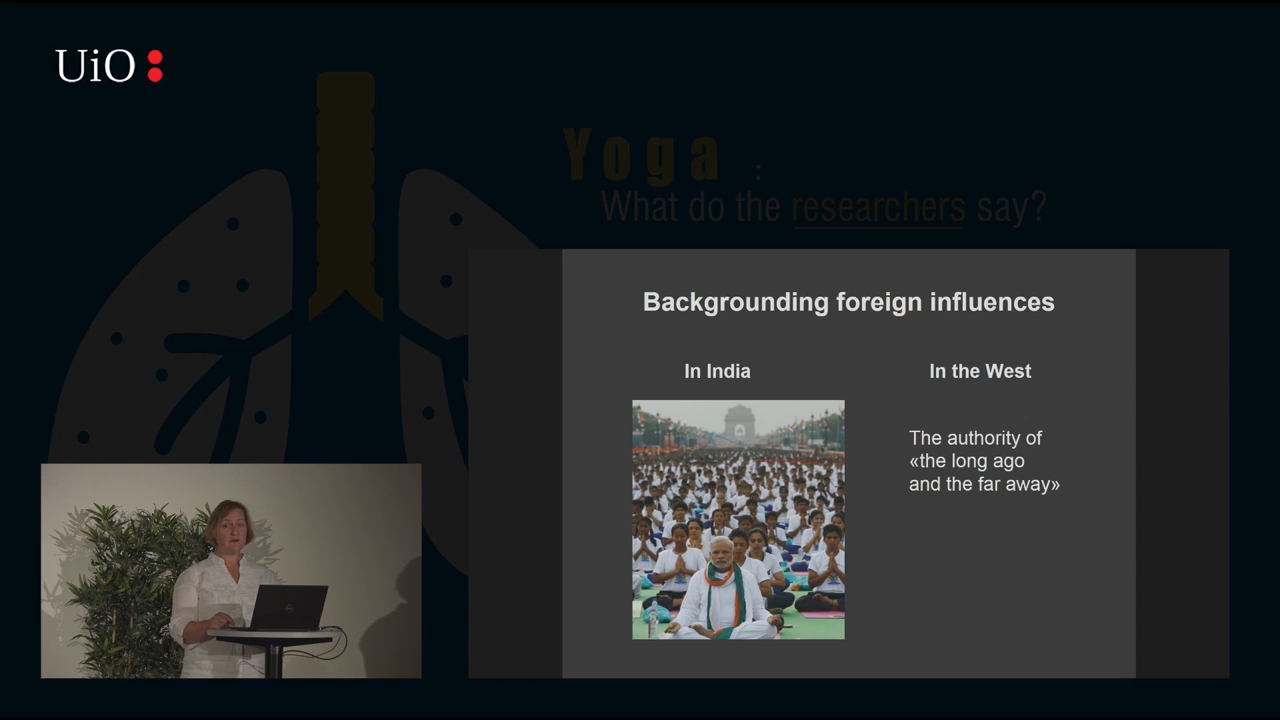 UiO:
Yoga :
What do the researchers say?
Backgrounding foreign influences
In India
In the West
The authority of
«the long ago
and the far away»